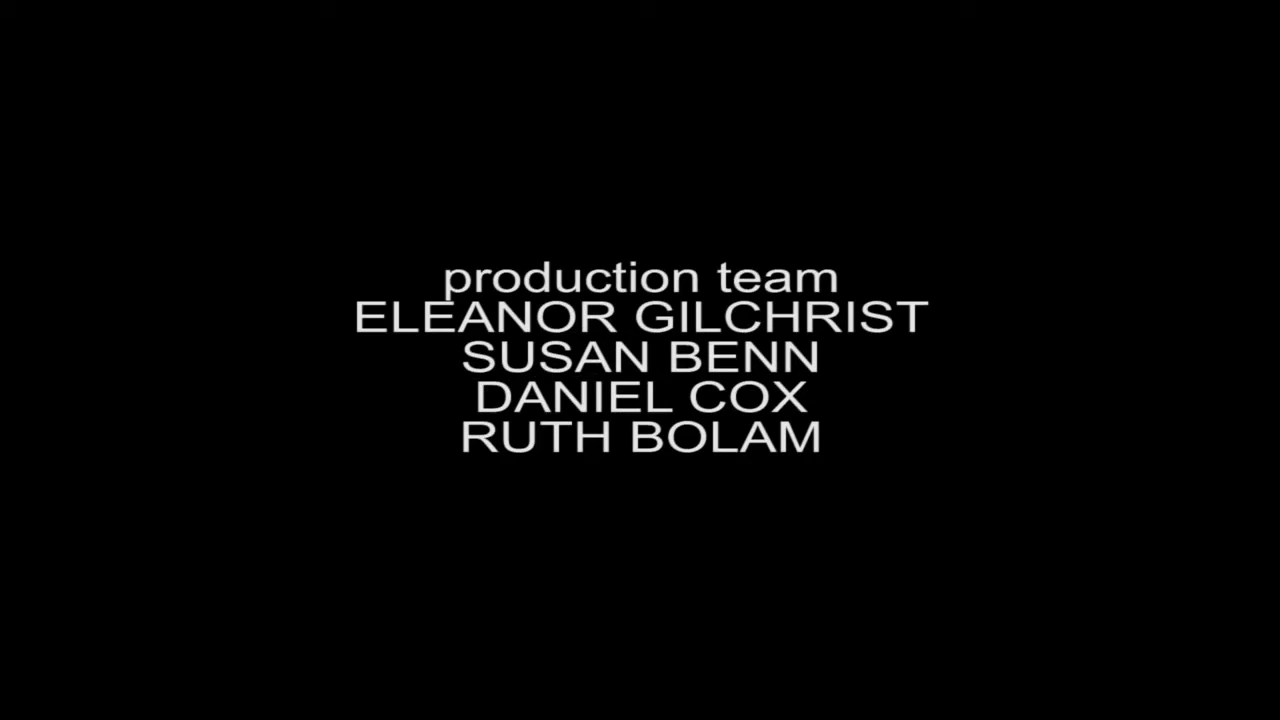 production team
ELEANOR GILCHRIST
SUSAN BENN
DANIEL COX
RUTH BOLAM